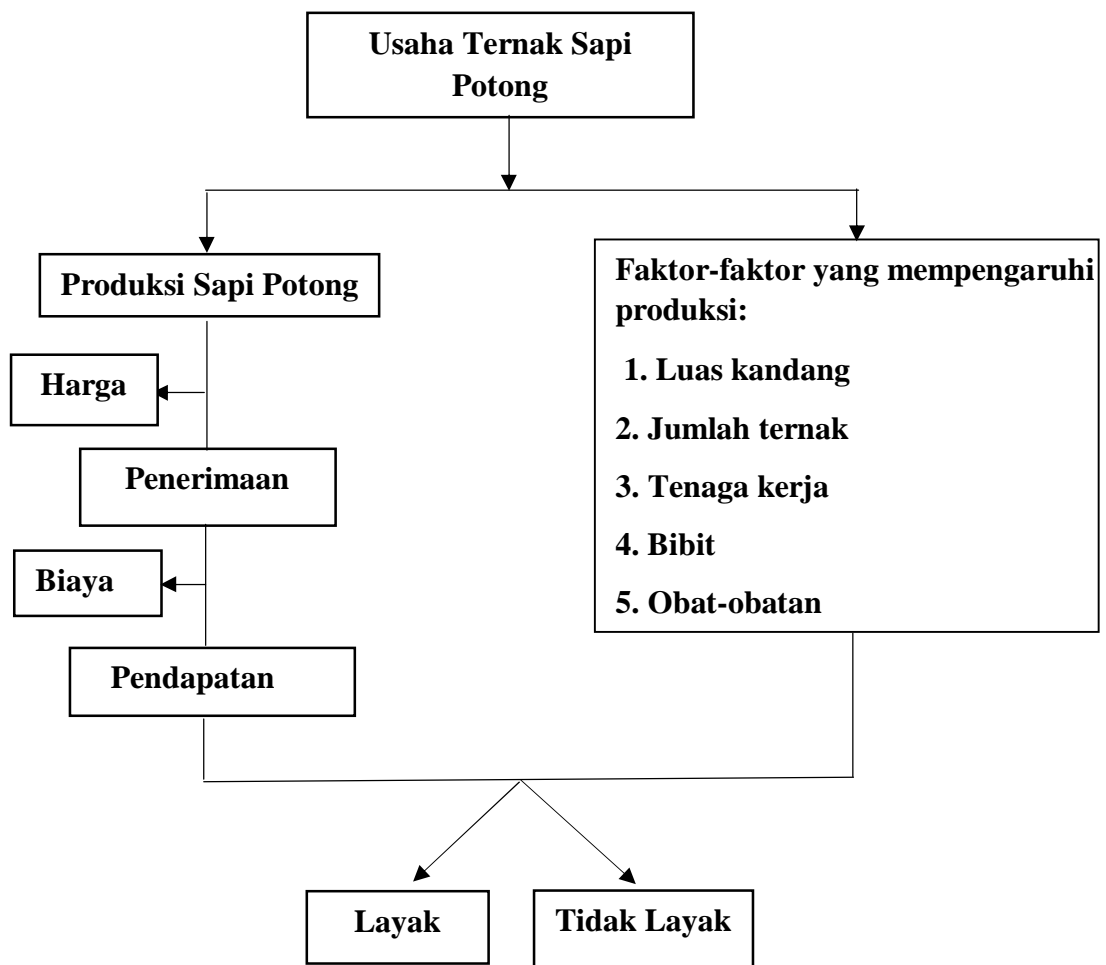 Usaha Ternak Sapi
Potong
Produksi Sapi Potong
Harga
Penerimaan
Biaya
Pendapatan
Faktor-faktor yang mempengaruhi
produksi:
1. Luas kandang
2. Jumlah ternak
3. Tenaga kerja
4. Bibit
5. Obat-obatan
Layak
Tidak Layak